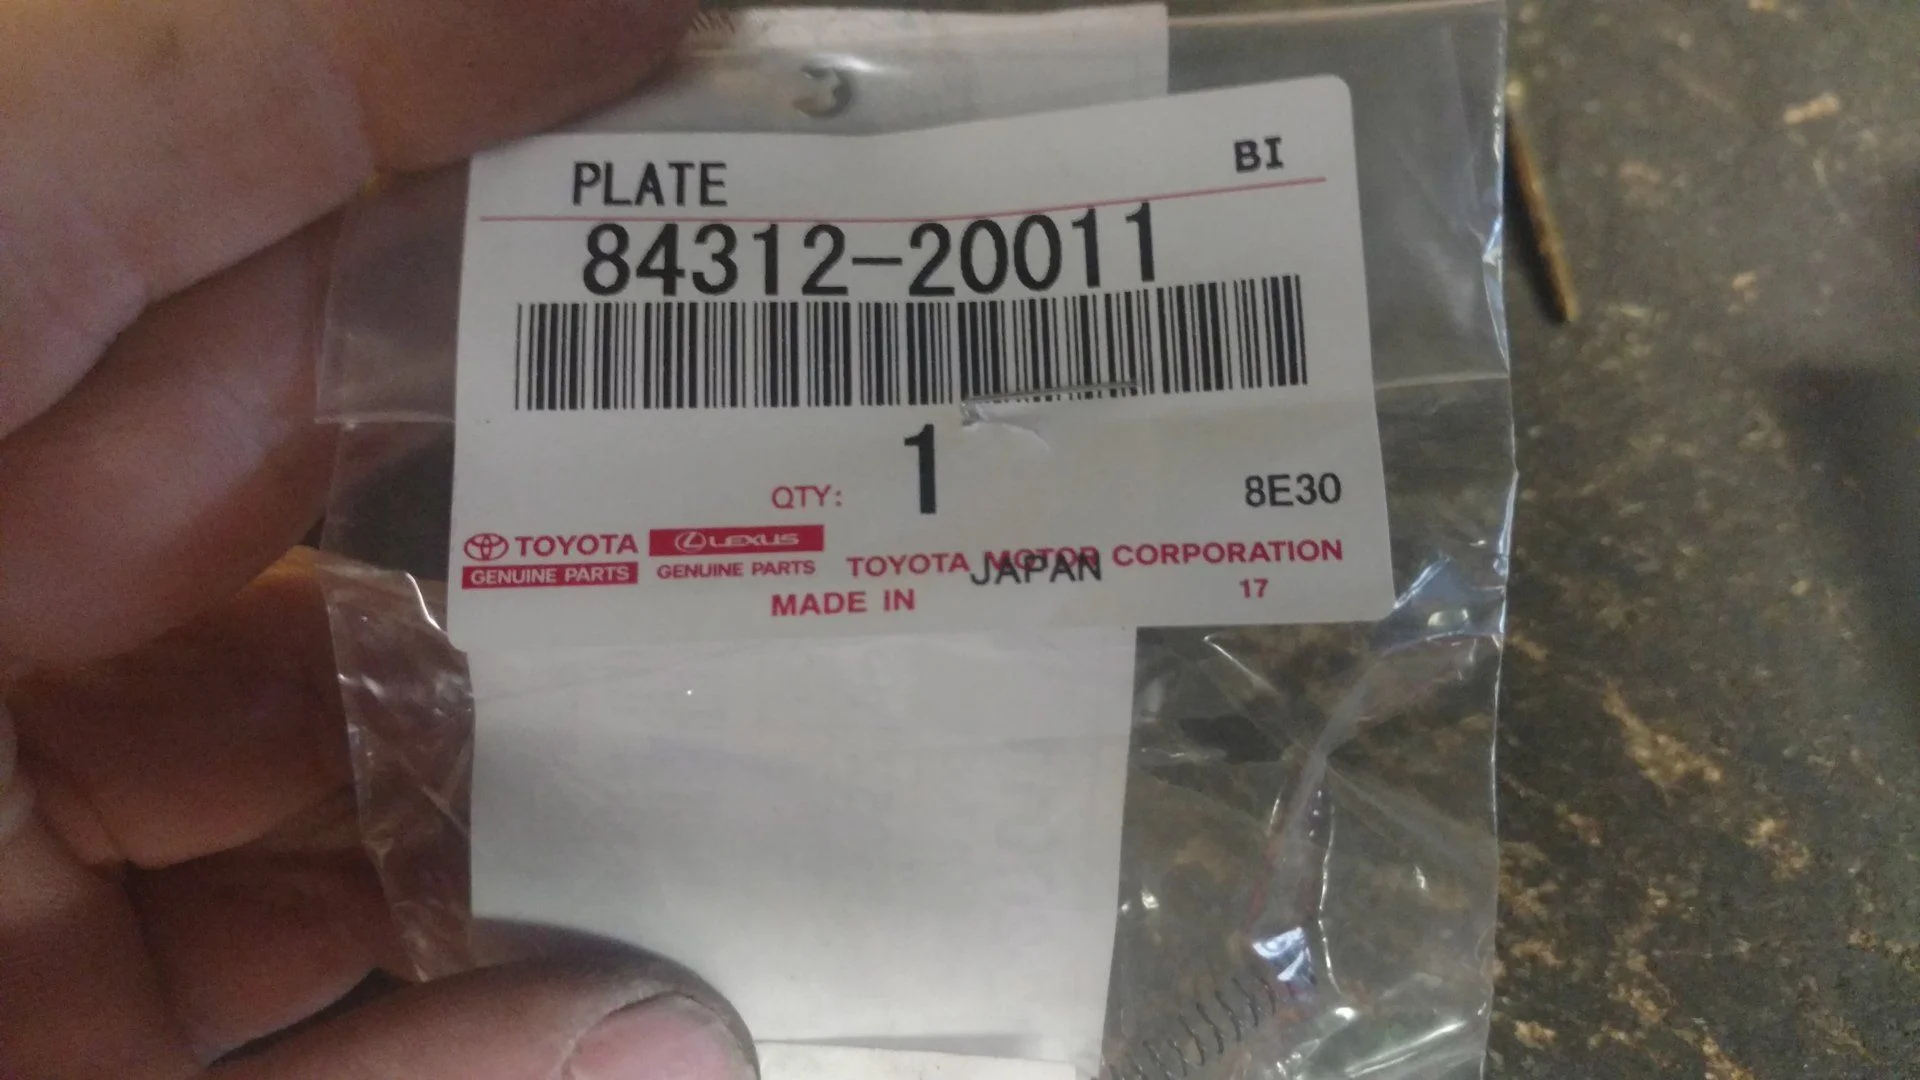 PLATE BI
84312-20011
1
QTY: 8E30
TOYOTA LEXUS
GENUINE PARTS GENUINE PARTS TOYOTA MOTOR CORPORATION
JAPAN
MADE IN 17